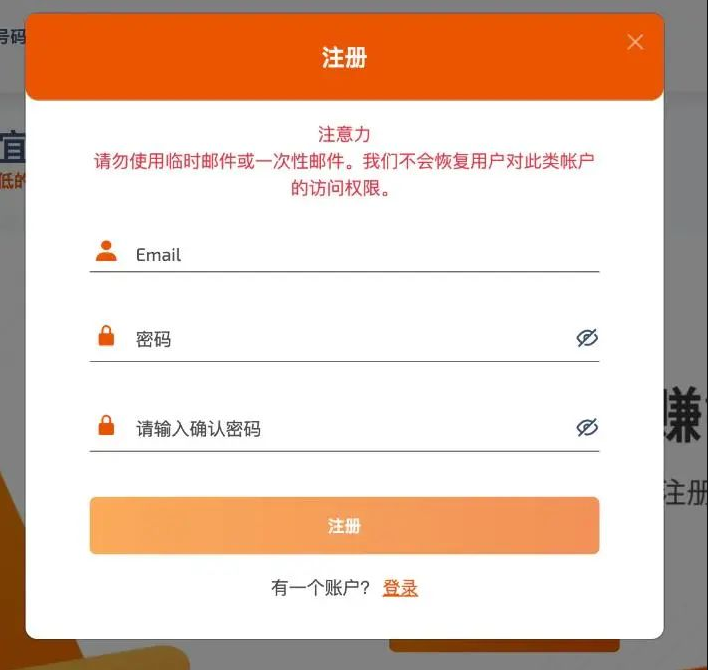 号码
注册
宜
低的
注意力
请勿使用临时邮件或一次性邮件。我们不会恢复用户对此类帐户
的访问权限。
Email
密码
请输入确认密码
赚
注册
注册
有一个账户? 登录